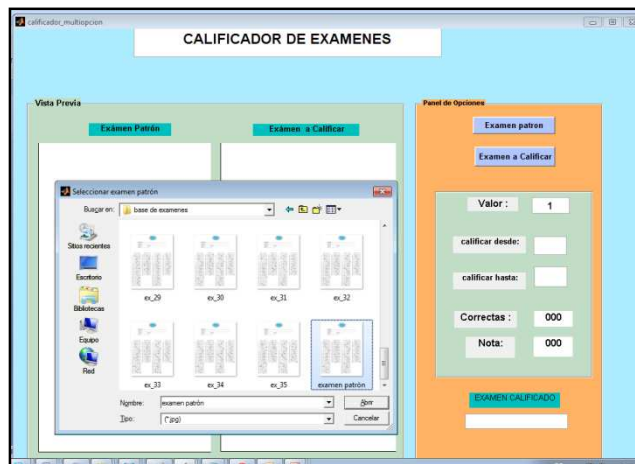 calificador_multiopcion
CALIFICADOR DE EXAMENES
Vista Previa
Exámen Patrón
Exámen a Calificar
Seleccionar examen patrón
Buscar en:
base de examenes
Sitios recientes
Escritorio
Bibliotecas
Equipo
Red
ex_29
ex_30
ex_31
ex_32
ex_33
ex_34
ex_35
examen patrón
Nombre:
examen patrón
Abrir
Tipo:
(*.jpg)
Cancelar
Panel de Opciones
Examen patron
Examen a Calificar
Valor :
1
calificar desde:
calificar hasta:
Correctas :
000
Nota:
000
EXAMEN CALIFICADO